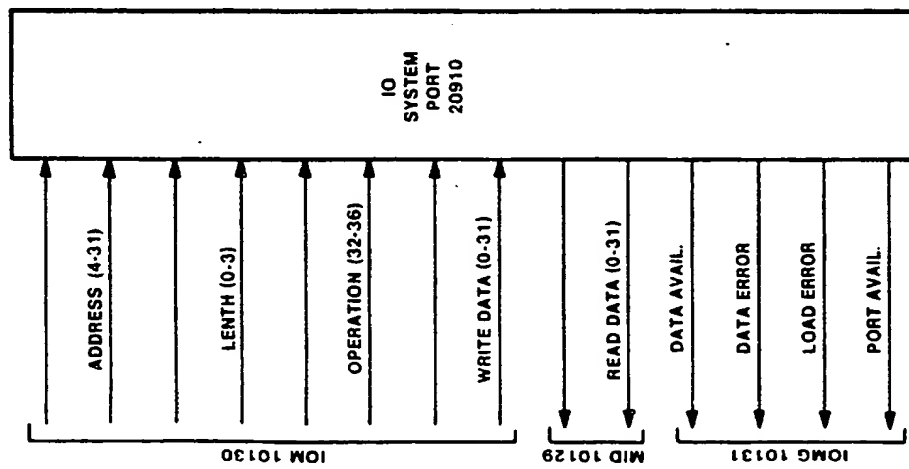 IO
SYSTEM
PORT
20910
ADDRESS (4-31)
LENTH (0-3)
OPERATION (32-36)
WRITE DATA (0-31)
READ DATA (0-31)
DATA AVAIL.
DATA ERROR
LOAD ERROR
PORT AVAIL.
IOM 10130
MID 10129
IOMG 10131